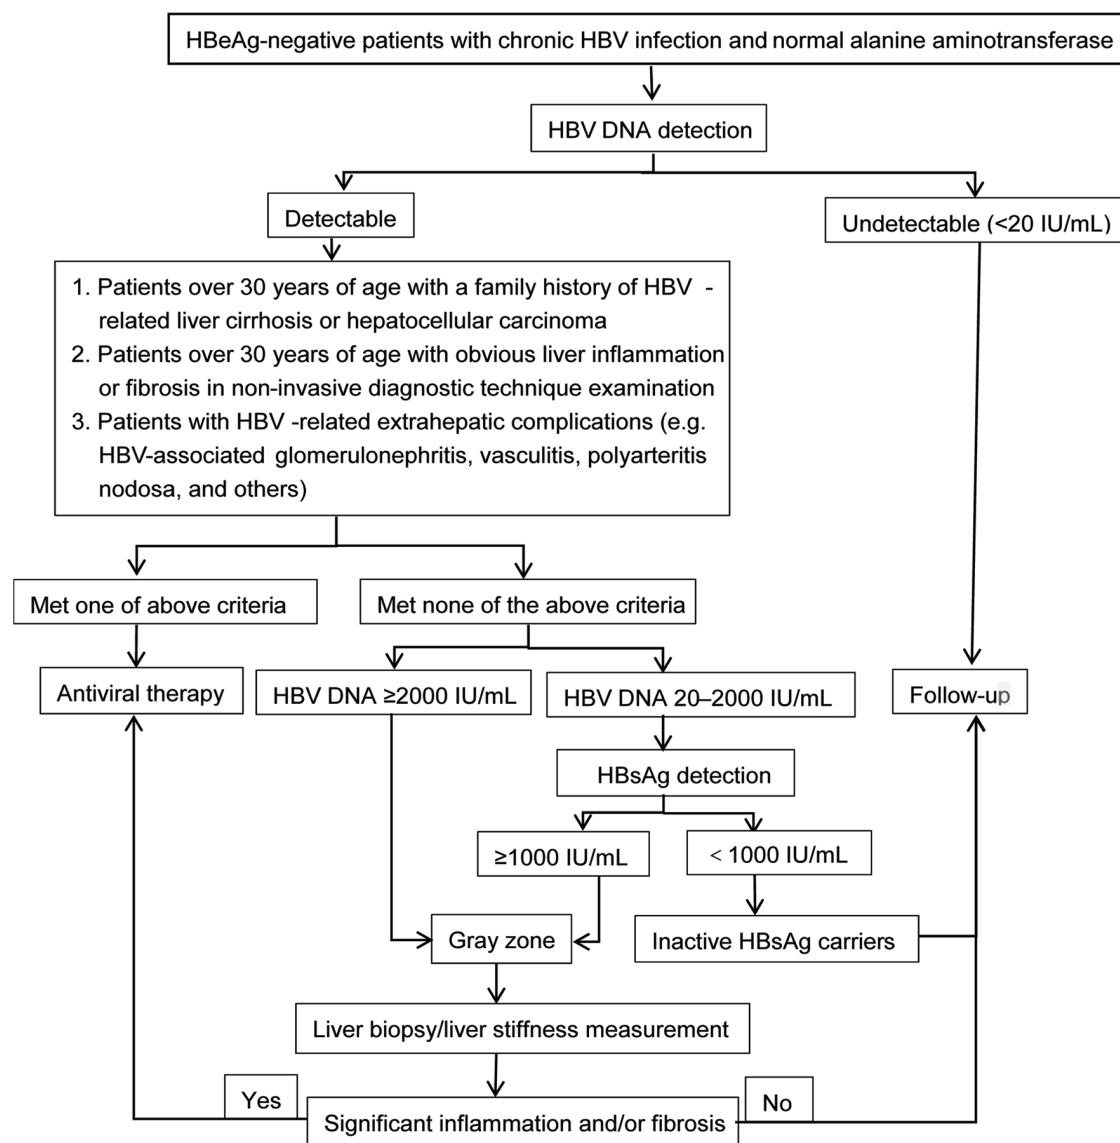 HBeAg-negative patients with chronic HBV infection and normal alanine aminotransferase
HBV DNA detection
Detectable
Undetectable (<20 IU/mL)
1. Patients over 30 years of age with a family history of HBV -
related liver cirrhosis or hepatocellular carcinoma
2. Patients over 30 years of age with obvious liver inflammation
or fibrosis in non-invasive diagnostic technique examination
3. Patients with HBV -related extrahepatic complications (e.g.
HBV-associated glomerulonephritis, vasculitis, polyarteritis
nodosa, and others)
Met one of above criteria
Met none of the above criteria
Antiviral therapy
HBV DNA ≥2000 IU/mL
HBV DNA 20–2000 IU/mL
Follow-up
HBsAg detection
≥1000 IU/mL
< 1000 IU/mL
Gray zone
Inactive HBsAg carriers
Liver biopsy/liver stiffness measurement
Yes
No
Significant inflammation and/or fibrosis